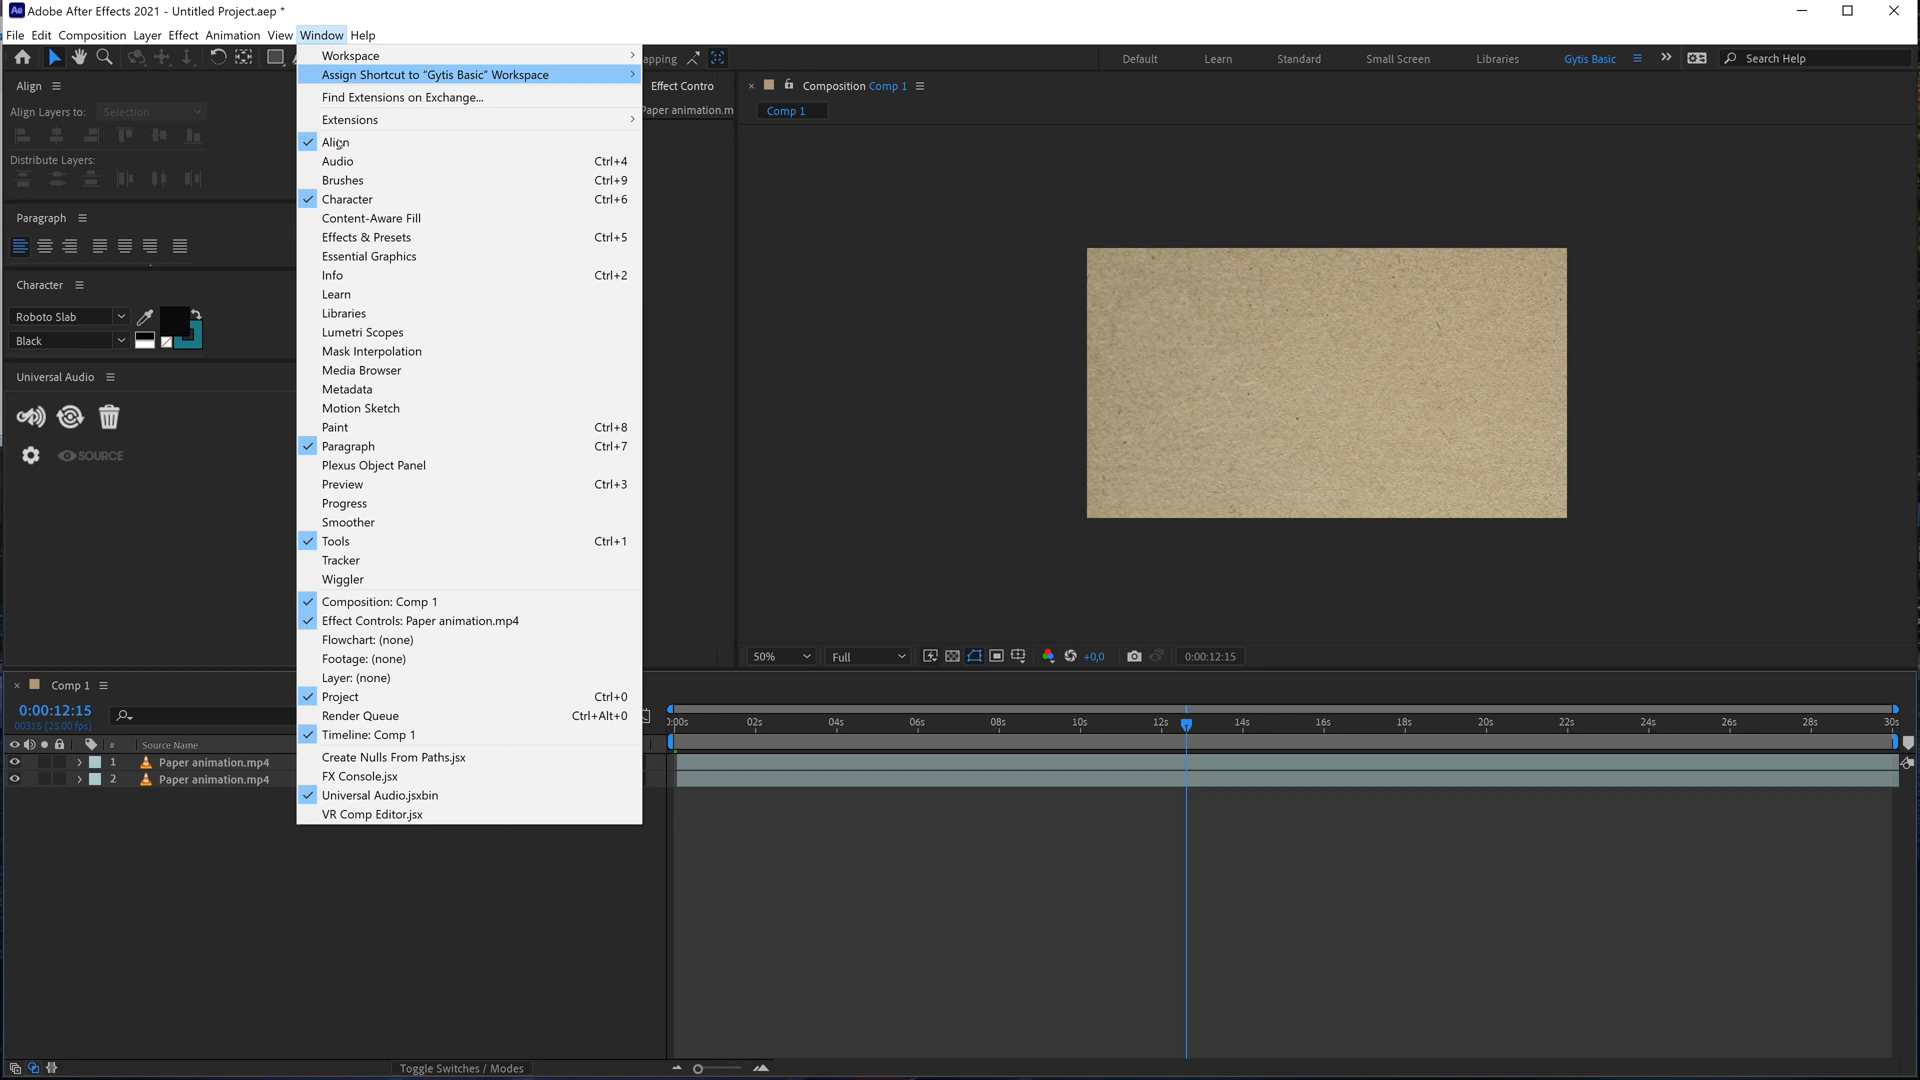 Adobe After Effects 2021 - Untitled Project.aep *
File Edit Composition Layer Effect Animation View Window Help
apping
Default Learn Standard Small Screen Libraries Gytis Basic Search Help
Align
Align Layers to: Selection
Distribute Layers:
Paragraph
Character
Roboto Slab
Black
Universal Audio
SOURCE
Workspace
Assign Shortcut to “Gytis Basic” Workspace
Find Extensions on Exchange...
Extensions
Align
Audio Ctrl+4
Brushes Ctrl+9
Character Ctrl+6
Content-Aware Fill
Effects & Presets Ctrl+5
Essential Graphics
Info Ctrl+2
Learn
Libraries
Lumetri Scopes
Mask Interpolation
Media Browser
Metadata
Motion Sketch
Paint Ctrl+8
Paragraph Ctrl+7
Plexus Object Panel
Preview Ctrl+3
Progress
Smoother
Tools Ctrl+1
Tracker
Wiggler
Composition: Comp 1
Effect Controls: Paper animation.mp4
Flowchart: (none)
Footage: (none)
Layer: (none)
Project Ctrl+0
Render Queue Ctrl+Alt+0
Timeline: Comp 1
Create Nulls From Paths.jsx
FX Console.jsx
Universal Audio.jsxbin
VR Comp Editor.jsx
Effect Contro
Paper animation.m
Composition Comp 1
Comp 1
50% Full +0,0 0:00:12:15
Comp 1
0:00:12:15
00315 (25.00 fps)
# Source Name
1 Paper animation.mp4
2 Paper animation.mp4
:00s 02s 04s 06s 08s 10s 12s 14s 16s 18s 20s 22s 24s 26s 28s 30s
Toggle Switches / Modes